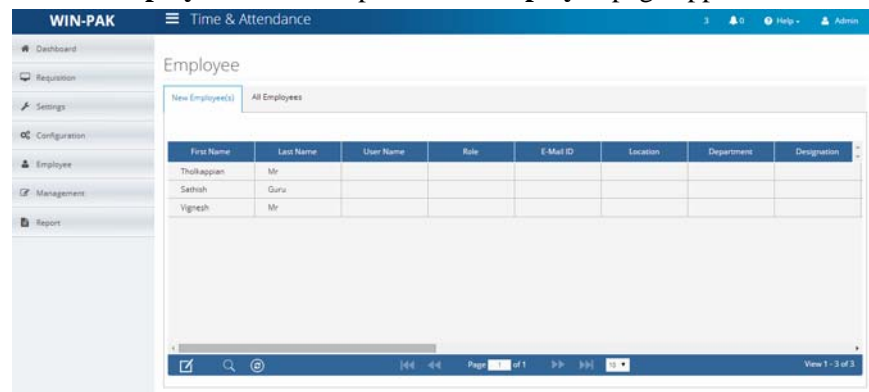 WIN-PAK
Time & Attendance
3
0
Help
Admin
Dashboard
Requisition
Settings
Configuration
Employee
Management
Report
Employee
New Employee(s) All Employees
First Name Last Name User Name Role E-Mail ID Location Department Designation
Tholkappian Mr
Sathish Guru
Vignesh Mr
Page 1 of 1 10 View 1 - 3 of 3